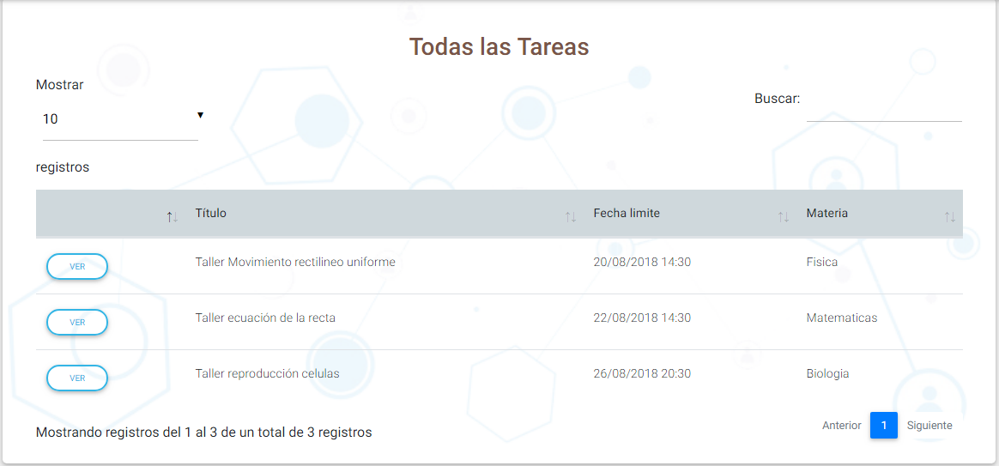 Todas las Tareas
Mostrar
10
registros
Buscar:
Título Fecha limite Materia
VER Taller Movimiento rectilineo uniforme 20/08/2018 14:30 Fisica
VER Taller ecuación de la recta 22/08/2018 14:30 Matematicas
VER Taller reproducción celulas 26/08/2018 20:30 Biologia
Mostrando registros del 1 al 3 de un total de 3 registros
Anterior 1 Siguiente